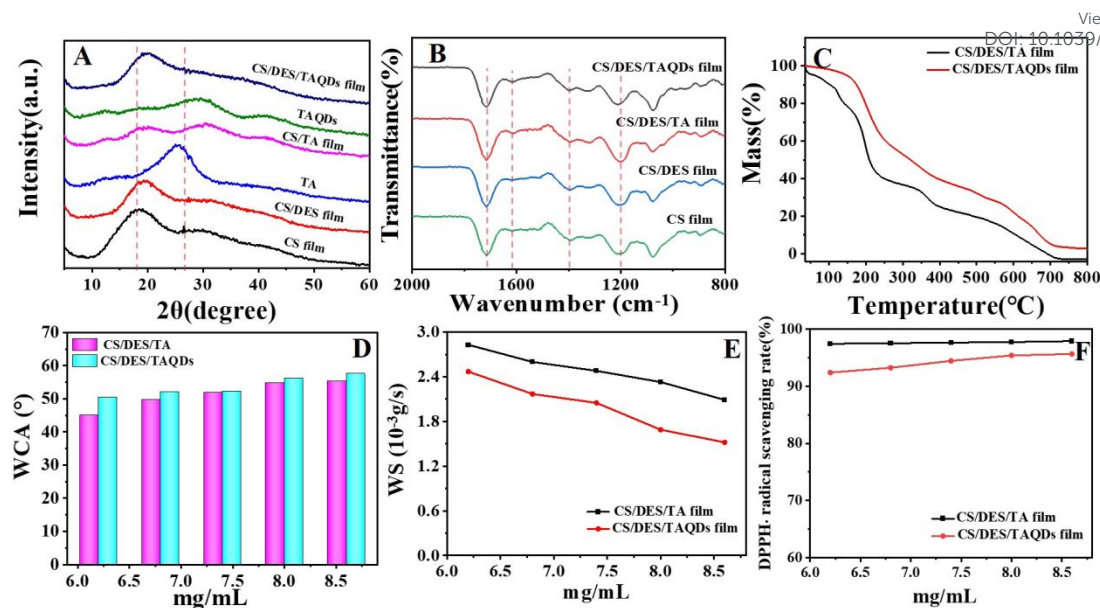 Vie
DOI: 10.1039/
A
Intensity(a.u.)
CS/DES/TAQDs film
TAQDs
CS/TA film
TA
CS/DES film
CS film
10 20 30 40 50 60
2θ(degree)
B
Transmittance(%)
CS/DES/TAQDs film
CS/DES/TA film
CS/DES film
CS film
2000 1600 1200 800
Wavenumber (cm-1)
C
CS/DES/TA film
CS/DES/TAQDs film
Mass(%)
100
80
60
40
20
0
100 200 300 400 500 600 700 800
Temperature(°C)
D
CS/DES/TA
CS/DES/TAQDs
WCA (°)
70
60
50
40
30
20
10
0
6.0 6.5 7.0 7.5 8.0 8.5
mg/mL
E
WS (10-3g/s)
3.0
2.4
1.8
1.2
0.6
0.0
CS/DES/TA film
CS/DES/TAQDs film
6.0 6.5 7.0 7.5 8.0 8.5
mg/mL
F
DPPH· radical scavenging rate(%)
100
90
80
70
60
CS/DES/TA film
CS/DES/TAQDs film
6.0 6.5 7.0 7.5 8.0 8.5
mg/mL